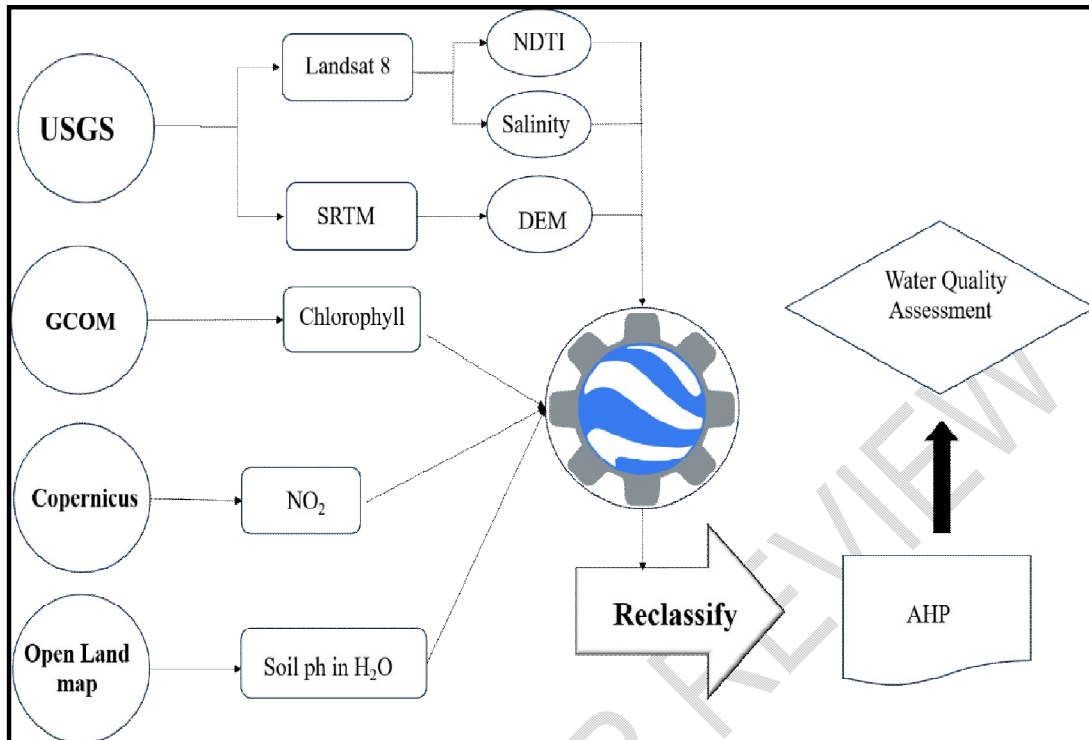 USGS
Landsat 8
NDTI
Salinity
SRTM
DEM
GCOM
Chlorophyll
Copernicus
NO₂
Open Land
map
Soil ph in H₂O
Reclassify
AHP
Water Quality
Assessment
R REVIEW